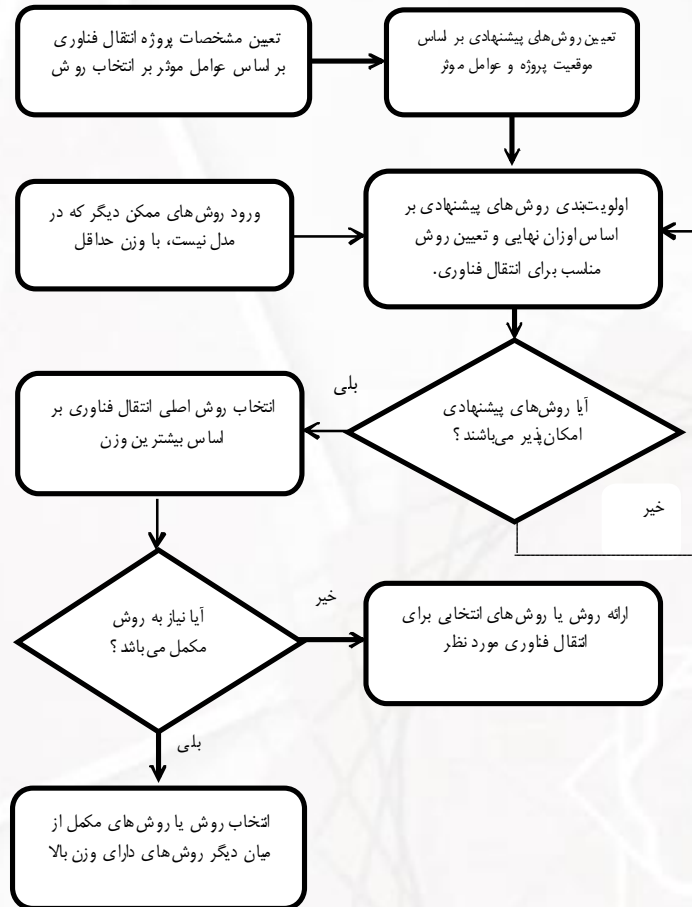 تعیین مشخصات پروژه انتقال فناوری
بر اساس عوامل موثر بر انتخاب روش
تعیین روش‌های پیشنهادی بر اساس
موقعیت پروژه و عوامل موثر
ورود روش‌های ممکن دیگر که در
مدل نیست، با وزن حداقل
اولویت‌بندی روش‌های پیشنهادی بر
اساس اوزان نهایی و تعیین روش
مناسب برای انتقال فناوری.
آیا روش‌های پیشنهادی
امکان‌پذیر می‌باشند؟
بلی
خیر
انتخاب روش اصلی انتقال فناوری بر
اساس بیشترین وزن
آیا نیاز به روش
مکمل می‌باشد؟
خیر
ارائه روش یا روش‌های انتخابی برای
انتقال فناوری مورد نظر
بلی
انتخاب روش یا روش‌های مکمل از
میان دیگر روش‌های دارای وزن بالا